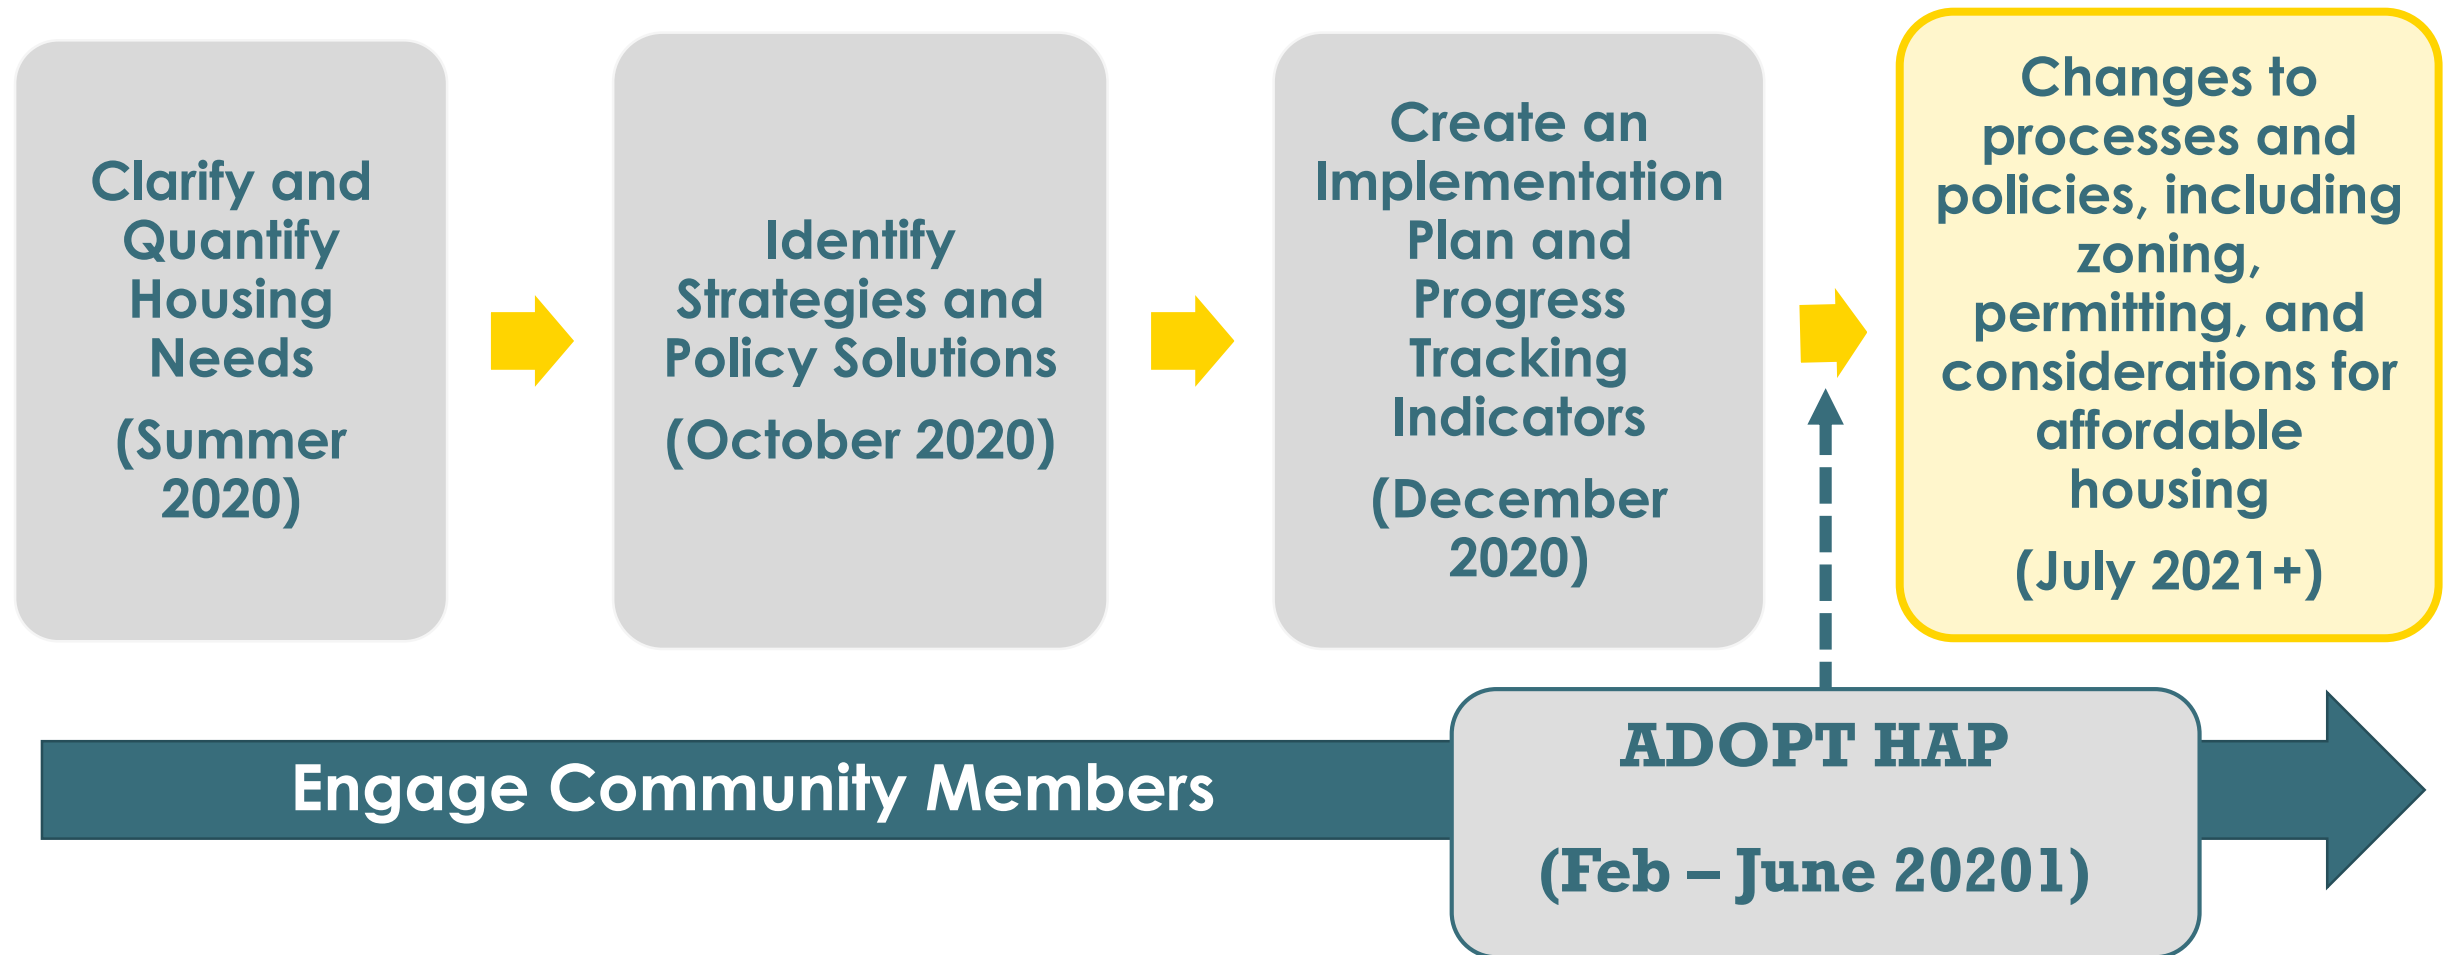 Clarify and
Quantify
Housing
Needs
(Summer
2020)
Identify
Strategies and
Policy Solutions
(October 2020)
Create an
Implementation
Plan and
Progress
Tracking
Indicators
(December
2020)
Changes to
processes and
policies, including
zoning,
permitting, and
considerations for
affordable
housing
(July 2021+)
Engage Community Members
ADOPT HAP
(Feb – June 20201)